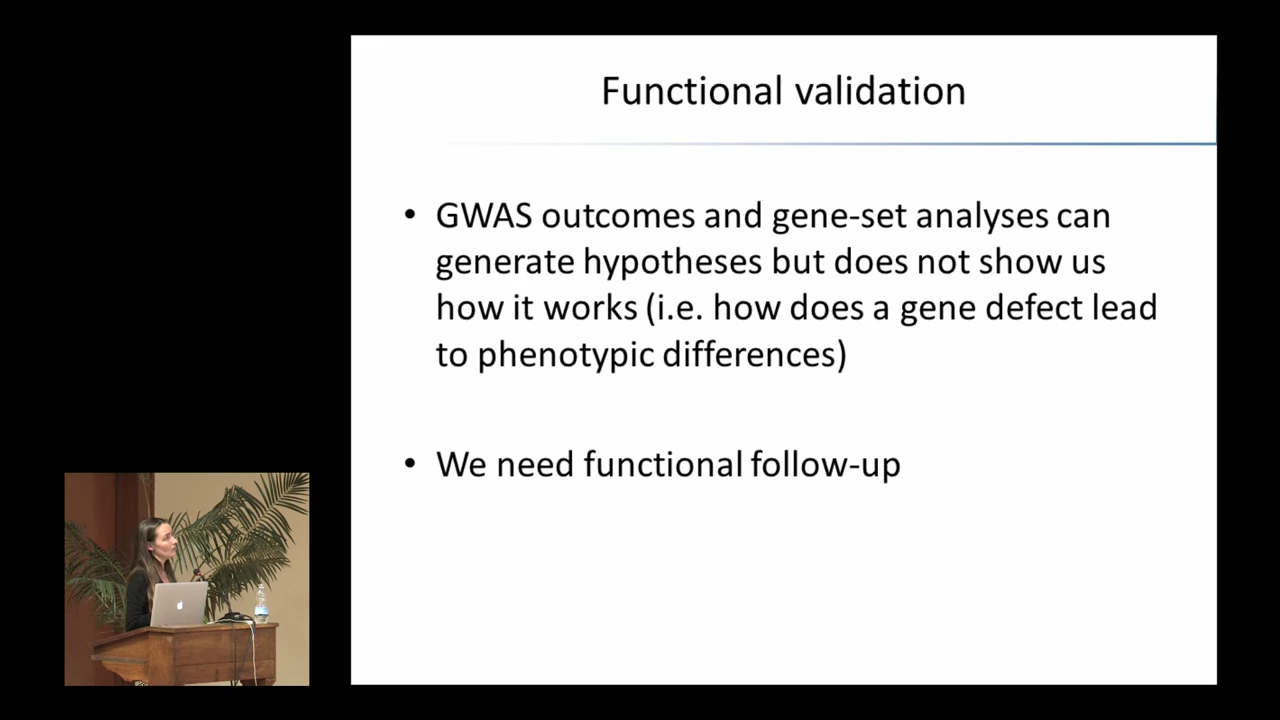 Functional validation
• GWAS outcomes and gene-set analyses can
generate hypotheses but does not show us
how it works (i.e. how does a gene defect lead
to phenotypic differences)
• We need functional follow-up